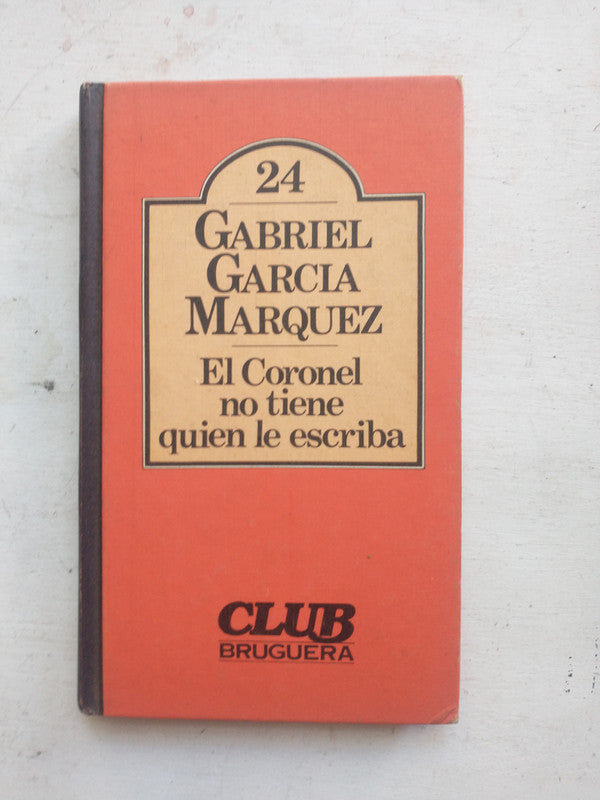 24
GABRIEL
GARCIA
MARQUEZ
El Coronel
no tiene
quien le escriba
CLUB
BRUGUERA